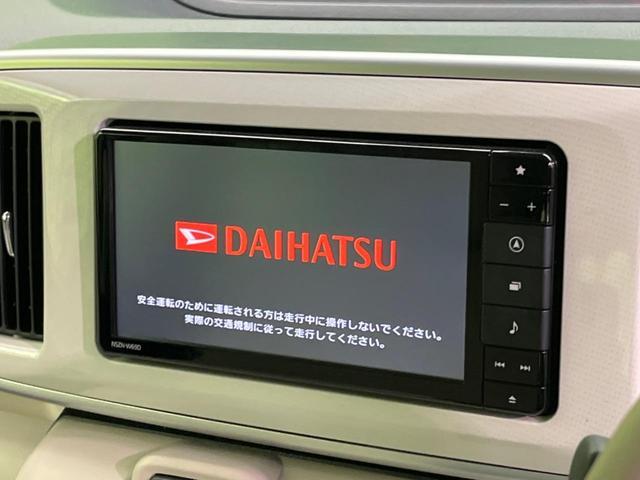 DAIHATSU
安全運転のために運転される方は走行中に操作しないでください。
実際の交通規制に従って走行してください。
NSZN-W69D